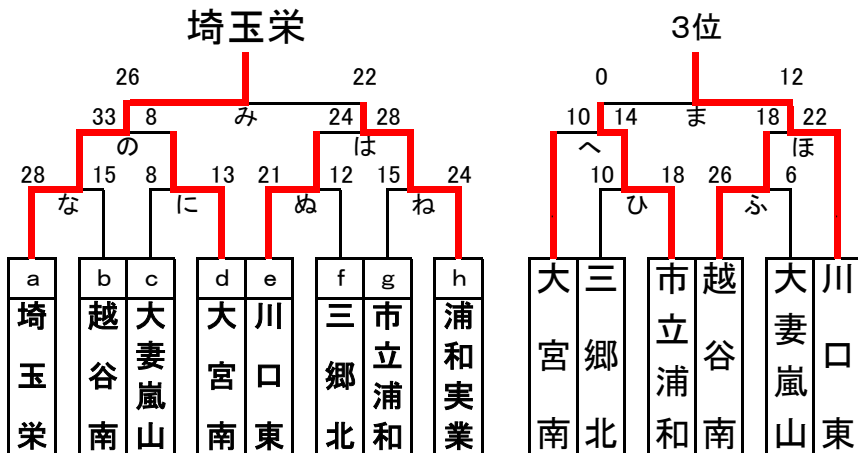 埼玉栄 3位
26 22 0 12
33 8 み 24 28 10 14 ま 18 22
の は へ ほ
28 15 8 13 21 12 15 24 10 18 26 6
な に ぬ ね ひ ふ
a b c d e f g h
埼玉栄
越谷南
大妻嵐山
大宮南
川口東
三郷北
市立浦和
浦和実業
大宮南
三郷北
市立浦和
越谷南
大妻嵐山
川口東